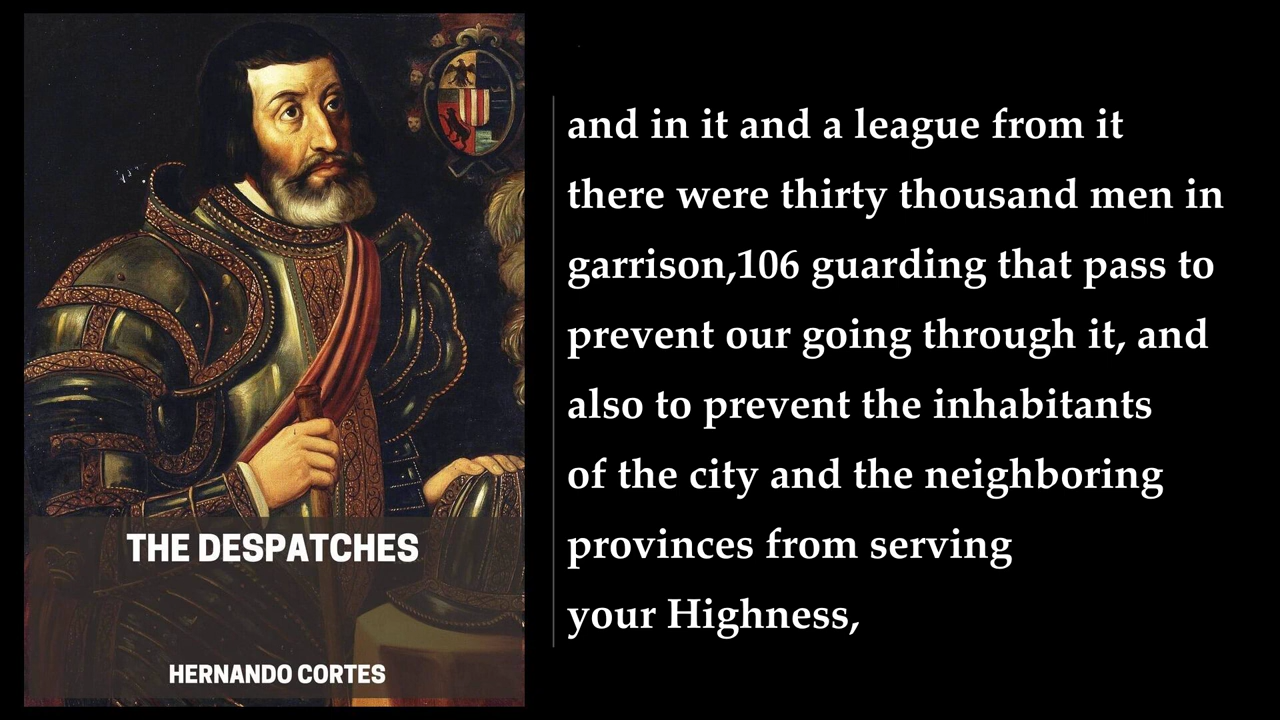 THE DESPATCHES
HERNANDO CORTES
and in it and a league from it
there were thirty thousand men in
garrison,106 guarding that pass to
prevent our going through it, and
also to prevent the inhabitants
of the city and the neighboring
provinces from serving
your Highness,